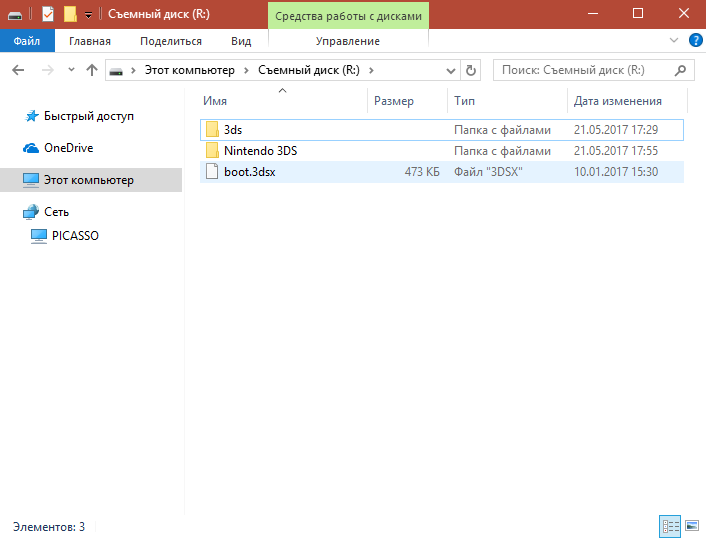 Съемный диск (R:)
Средства работы с дисками
Файл
Главная
Поделиться
Вид
Управление
Этот компьютер
Съемный диск (R:)
Поиск: Съемный диск (R:)
Быстрый доступ
OneDrive
Этот компьютер
Сеть
PICASSO
Имя Размер Тип Дата изменения
3ds Папка с файлами 21.05.2017 17:29
Nintendo 3DS Папка с файлами 21.05.2017 17:55
boot.3dsx 473 КБ Файл "3DSX" 10.01.2017 15:30
Элементов: 3